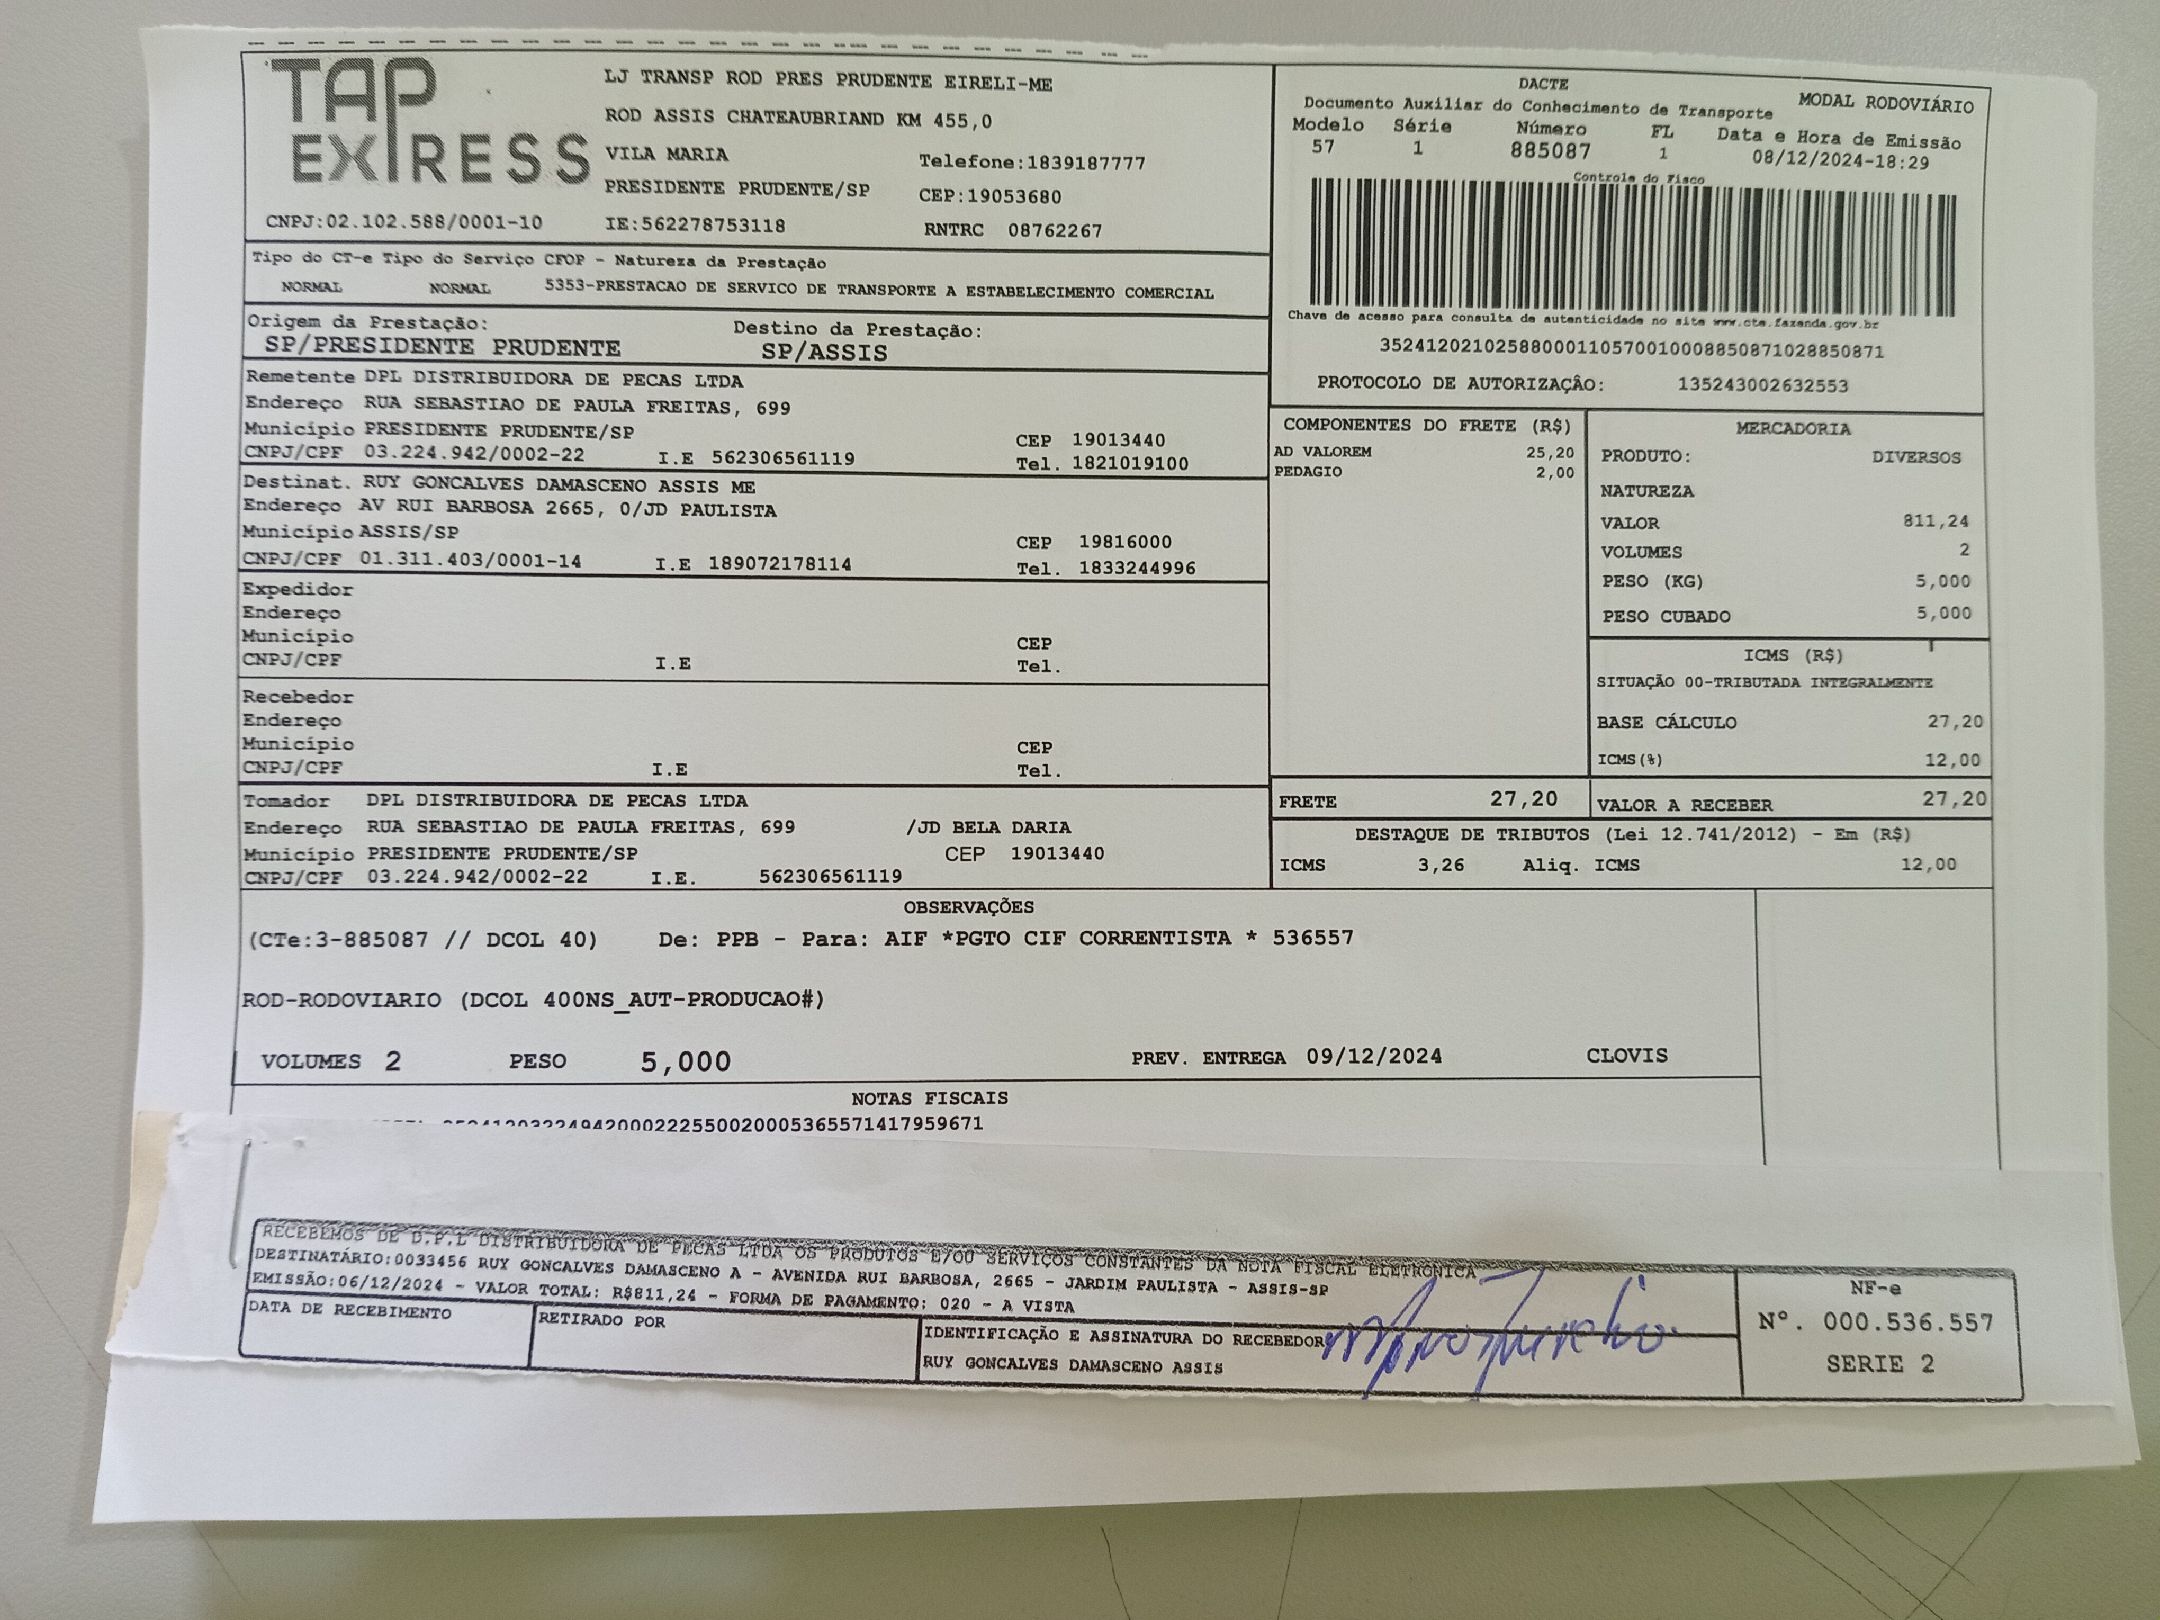 TAP EXPRESS
LJ TRANSP ROD PRES PRUDENTE EIRELI-ME
ROD ASSIS CHATEAUBRIAND KM 455,0
VILA MARIA Telefone:1839187777
PRESIDENTE PRUDENTE/SP CEP:19053680
CNPJ:02.102.588/0001-10 IE:562278753118 RNTRC 08762267
DACTE
Documento Auxiliar do Conhecimento de Transporte MODAL RODOVIÁRIO
Modelo Série Número FL Data e Hora de Emissão
57 1 885087 1 08/12/2024-18:29
Controle do Fisco
Chave de acesso para consulta de autenticidade no site www.cte.fazenda.gov.br
35241202102588000110570010008850871028850871
PROTOCOLO DE AUTORIZAÇÂO: 135243002632553
Tipo do CT-e Tipo do Serviço CFOP - Natureza da Prestação
NORMAL NORMAL 5353-PRESTACAO DE SERVICO DE TRANSPORTE A ESTABELECIMENTO COMERCIAL
Origem da Prestação: Destino da Prestação:
SP/PRESIDENTE PRUDENTE SP/ASSIS
Remetente DPL DISTRIBUIDORA DE PECAS LTDA
Endereço RUA SEBASTIAO DE PAULA FREITAS, 699
Município PRESIDENTE PRUDENTE/SP CEP 19013440
CNPJ/CPF 03.224.942/0002-22 I.E 562306561119 Tel. 1821019100
Destinat. RUY GONCALVES DAMASCENO ASSIS ME
Endereço AV RUI BARBOSA 2665, 0/JD PAULISTA
Município ASSIS/SP CEP 19816000
CNPJ/CPF 01.311.403/0001-14 I.E 189072178114 Tel. 1833244996
Expedidor
Endereço
Município CEP
CNPJ/CPF I.E Tel.
Recebedor
Endereço
Município CEP
CNPJ/CPF I.E Tel.
Tomador DPL DISTRIBUIDORA DE PECAS LTDA
Endereço RUA SEBASTIAO DE PAULA FREITAS, 699 /JD BELA DARIA
Município PRESIDENTE PRUDENTE/SP CEP 19013440
CNPJ/CPF 03.224.942/0002-22 I.E. 562306561119
COMPONENTES DO FRETE (R$)
AD VALOREM 25,20
PEDAGIO 2,00
MERCADORIA
PRODUTO: DIVERSOS
NATUREZA
VALOR 811,24
VOLUMES 2
PESO (KG) 5,000
PESO CUBADO 5,000
ICMS (R$)
SITUAÇÃO 00-TRIBUTADA INTEGRALMENTE
BASE CÁLCULO 27,20
ICMS(%) 12,00
FRETE 27,20 VALOR A RECEBER 27,20
DESTAQUE DE TRIBUTOS (Lei 12.741/2012) - Em (R$)
ICMS 3,26 Aliq. ICMS 12,00
OBSERVAÇÕES
(CTe:3-885087 // DCOL 40) De: PPB - Para: AIF *PGTO CIF CORRENTISTA * 536557
ROD-RODOVIARIO (DCOL 400NS_AUT-PRODUCAO#)
VOLUMES 2 PESO 5,000 PREV. ENTREGA 09/12/2024 CLOVIS
NOTAS FISCAIS
RECEBEMOS DE D.P.L DISTRIBUIDORA DE PECAS LTDA OS PRODUTOS E/OU SERVIÇOS CONSTANTES DA NOTA FISCAL ELETRÔNICA
DESTINATÁRIO:0033456 RUY GONCALVES DAMASCENO A - AVENIDA RUI BARBOSA, 2665 - JARDIM PAULISTA - ASSIS-SP
EMISSÃO:06/12/2024 - VALOR TOTAL: R$811,24 - FORMA DE PAGAMENTO: 020 - A VISTA
DATA DE RECEBIMENTO RETIRADO POR IDENTIFICAÇÃO E ASSINATURA DO RECEBEDOR
RUY GONCALVES DAMASCENO ASSIS
NF-e
Nº. 000.536.557
SERIE 2